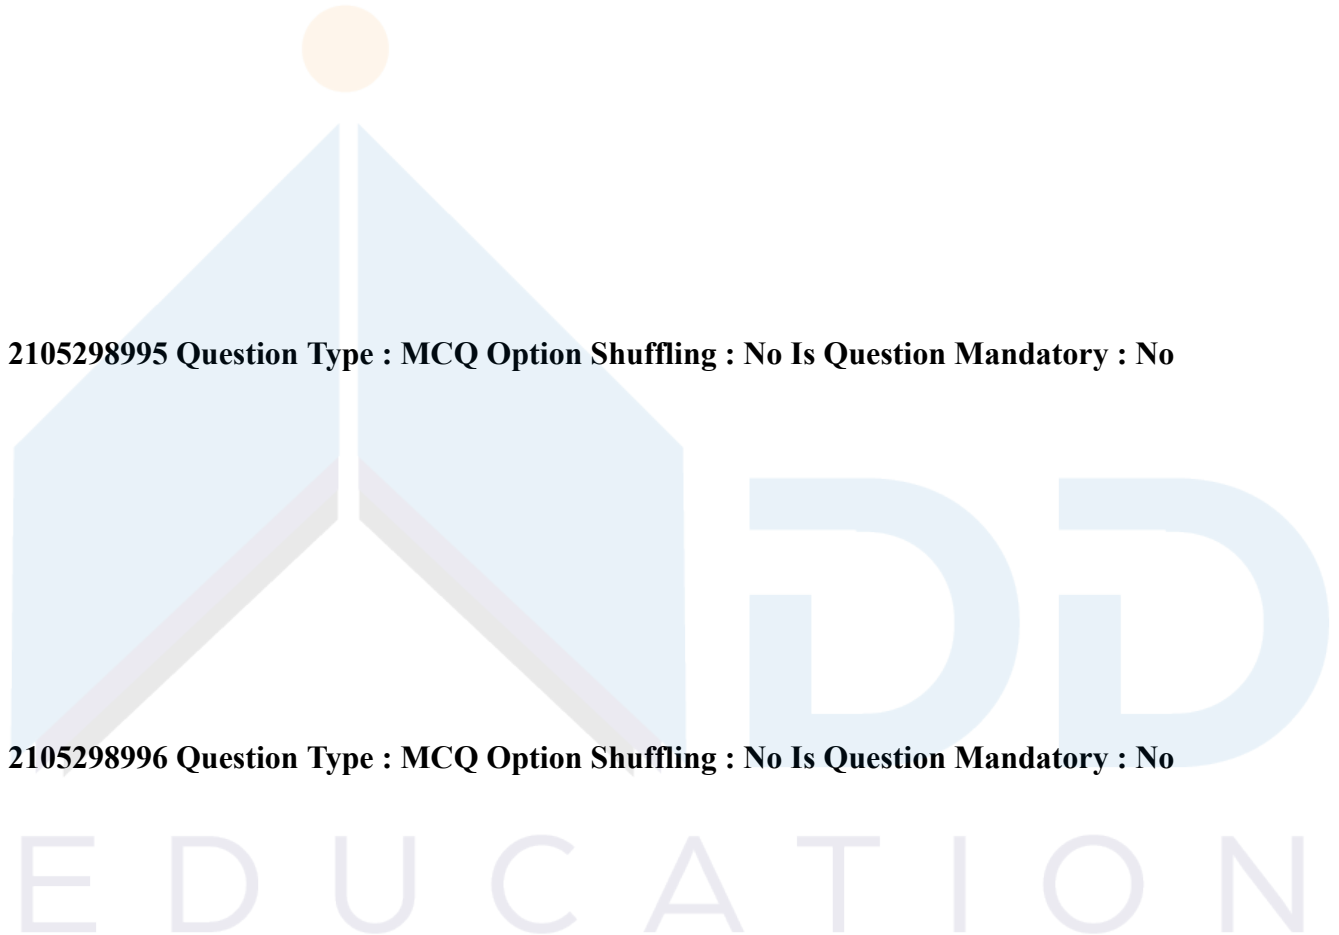 2105298995 Question Type : MCQ Option Shuffling : No Is Question Mandatory : No
DD
2105298996 Question Type : MCQ Option Shuffling : No Is Question Mandatory : No
EDUCATION